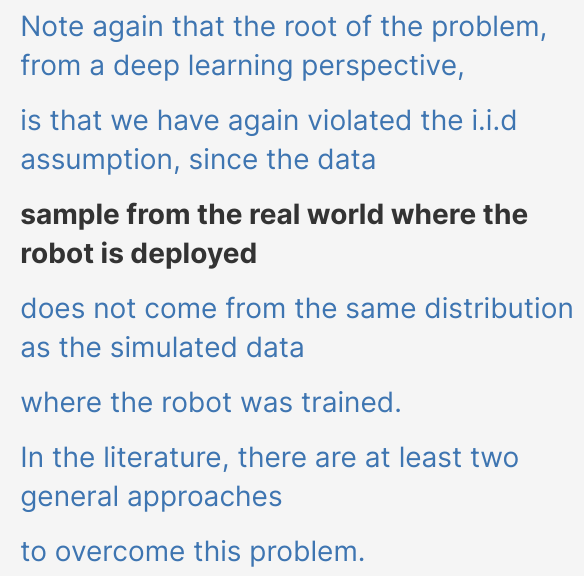 Note again that the root of the problem,
from a deep learning perspective,
is that we have again violated the i.i.d
assumption, since the data
sample from the real world where the
robot is deployed
does not come from the same distribution
as the simulated data
where the robot was trained.
In the literature, there are at least two
general approaches
to overcome this problem.